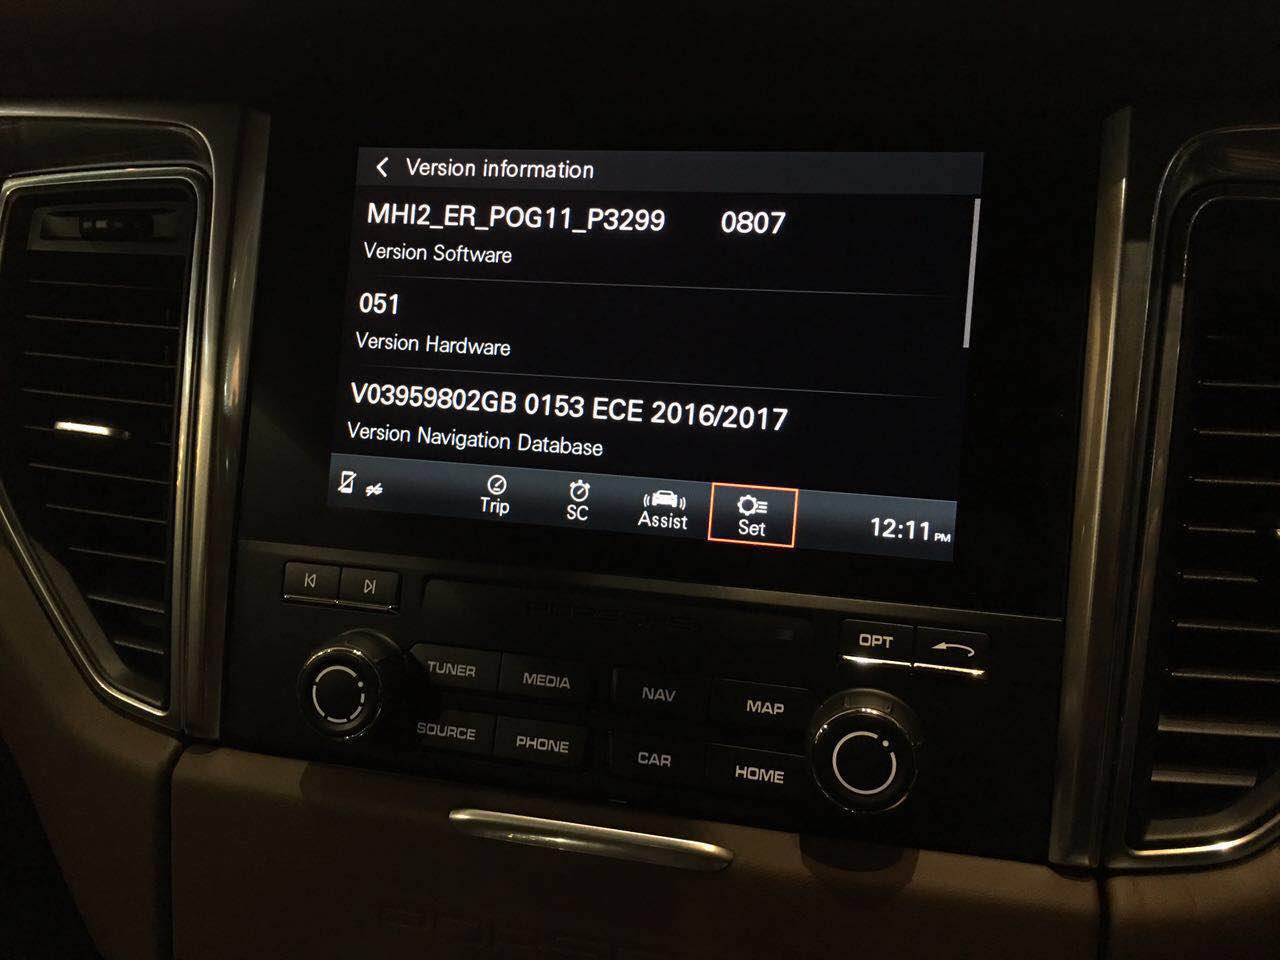 Version information
MHI2_ER_POG11_P3299 0807
Version Software
051
Version Hardware
V03959802GB 0153 ECE 2016/2017
Version Navigation Database
Trip
SC
Assist
Set
12:11 PM
OPT
TUNER
MEDIA
NAV
MAP
SOURCE
PHONE
CAR
HOME
PORSCHE